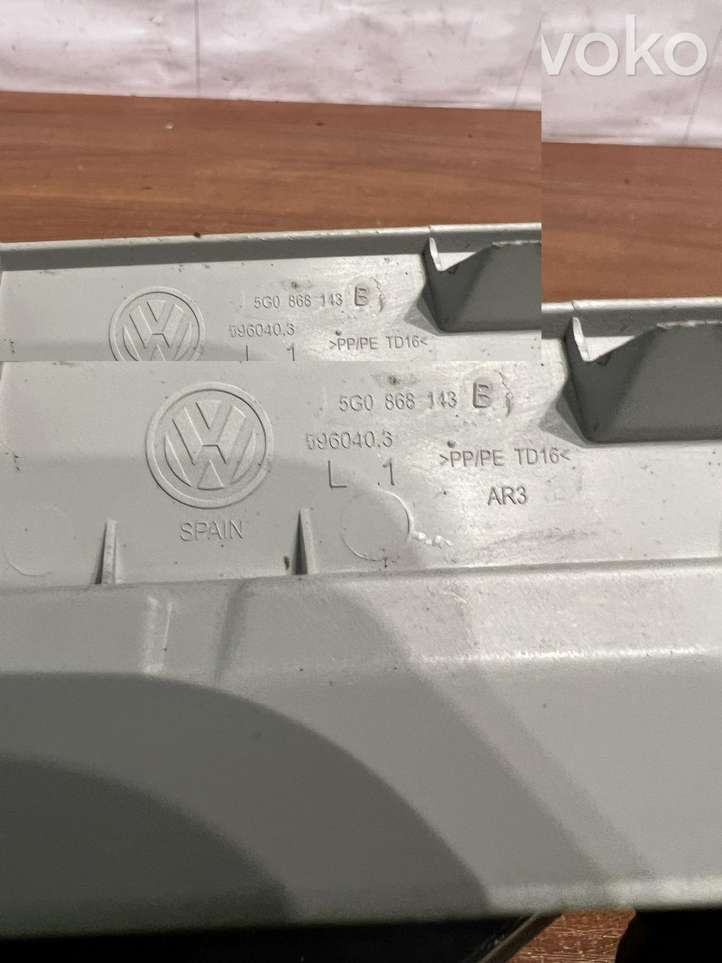 voko
5G0 868 143 B
596040.3
L 1
>PP/PE TD16<
5G0 868 143 B
596040.3
>PP/PE TD16<
L 1
AR3
SPAIN